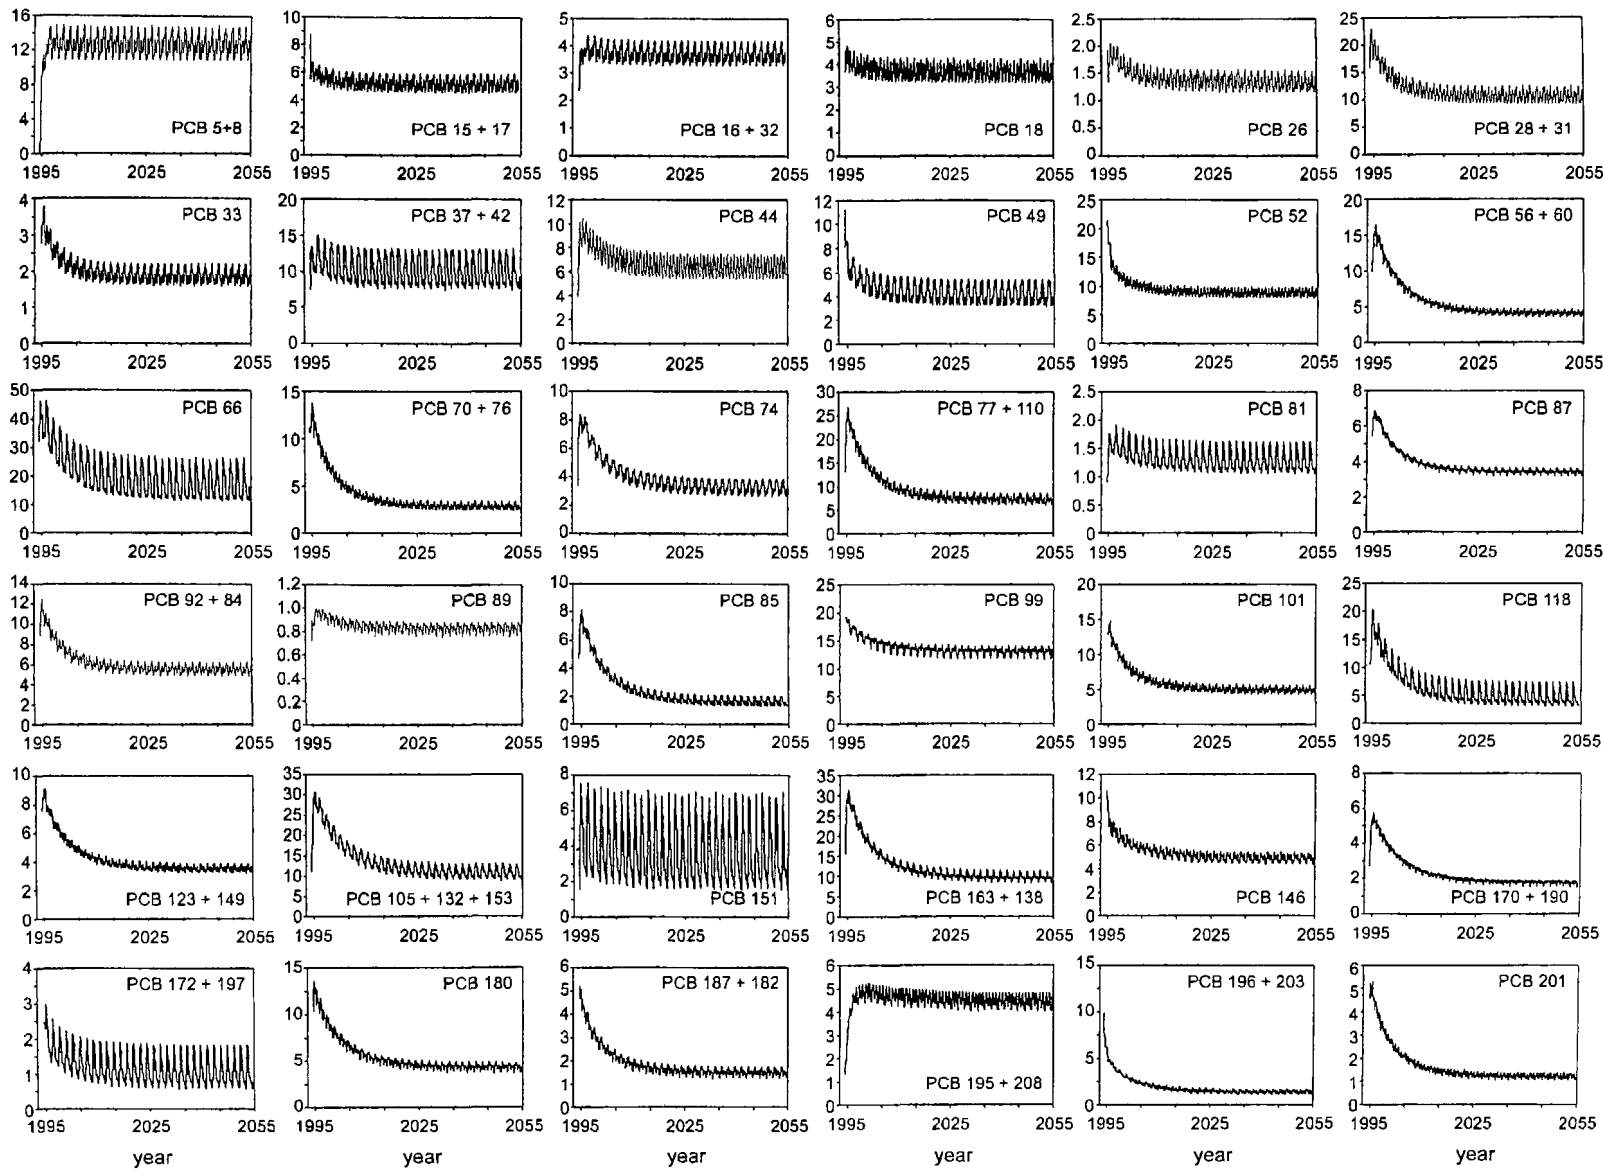 16 12 8 4 0
PCB 5+8
1995 2025 2055
10 8 6 4 2 0
PCB 15 + 17
1995 2025 2055
5 4 3 2 1 0
PCB 16 + 32
1995 2025 2055
6 5 4 3 2 1 0
PCB 18
1995 2025 2055
2.5 2.0 1.5 1.0 0.5 0.0
PCB 26
1995 2025 2055
25 20 15 10 5 0
PCB 28 + 31
1995 2025 2055
4 3 2 1 0
PCB 33
1995 2025 2055
20 15 10 5 0
PCB 37 + 42
1995 2025 2055
12 10 8 6 4 2 0
PCB 44
1995 2025 2055
12 10 8 6 4 2 0
PCB 49
1995 2025 2055
25 20 15 10 5 0
PCB 52
1995 2025 2055
20 15 10 5 0
PCB 56 + 60
1995 2025 2055
50 40 30 20 10 0
PCB 66
1995 2025 2055
15 10 5 0
PCB 70 + 76
1995 2025 2055
10 8 6 4 2 0
PCB 74
1995 2025 2055
30 25 20 15 10 5 0
PCB 77 + 110
1995 2025 2055
2.5 2.0 1.5 1.0 0.5 0.0
PCB 81
1995 2025 2055
8 6 4 2 0
PCB 87
1995 2025 2055
14 12 10 8 6 4 2 0
PCB 92 + 84
1995 2025 2055
1.2 1.0 0.8 0.6 0.4 0.2 0.0
PCB 89
1995 2025 2055
10 8 6 4 2 0
PCB 85
1995 2025 2055
25 20 15 10 5 0
PCB 99
1995 2025 2055
20 15 10 5 0
PCB 101
1995 2025 2055
25 20 15 10 5 0
PCB 118
1995 2025 2055
10 8 6 4 2 0
PCB 123 + 149
1995 2025 2055
35 30 25 20 15 10 5 0
PCB 105 + 132 + 153
1995 2025 2055
8 6 4 2 0
PCB 151
1995 2025 2055
35 30 25 20 15 10 5 0
PCB 163 + 138
1995 2025 2055
12 10 8 6 4 2 0
PCB 146
1995 2025 2055
8 6 4 2 0
PCB 170 + 190
1995 2025 2055
4 3 2 1 0
PCB 172 + 197
1995 2025 2055
year
15 10 5 0
PCB 180
1995 2025 2055
year
6 5 4 3 2 1 0
PCB 187 + 182
1995 2025 2055
year
6 5 4 3 2 1 0
PCB 195 + 208
1995 2025 2055
year
15 10 5 0
PCB 196 + 203
1995 2025 2055
year
6 5 4 3 2 1 0
PCB 201
1995 2025 2055
year